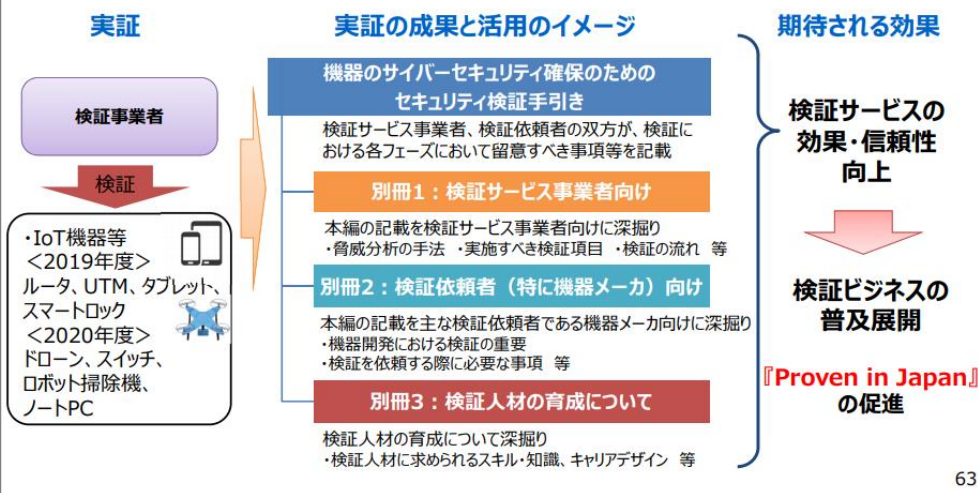 実証
検証事業者
検証
・IoT機器等
＜2019年度＞
ルータ、UTM、タブレット、
スマートロック
＜2020年度＞
ドローン、スイッチ、
ロボット掃除機、
ノートPC
実証の成果と活用のイメージ
機器のサイバーセキュリティ確保のための
セキュリティ検証手引き
検証サービス事業者、検証依頼者の双方が、検証に
おける各フェーズにおいて留意すべき事項等を記載
別冊1：検証サービス事業者向け
本編の記載を検証サービス事業者向けに深掘り
・脅威分析の手法 ・実施すべき検証項目 ・検証の流れ 等
別冊2：検証依頼者（特に機器メーカ）向け
本編の記載を主な検証依頼者である機器メーカ向けに深掘り
・機器開発における検証の重要
・検証を依頼する際に必要な事項 等
別冊3：検証人材の育成について
検証人材の育成について深掘り
・検証人材に求められるスキル・知識、キャリアデザイン 等
期待される効果
検証サービスの
効果・信頼性
向上
検証ビジネスの
普及展開
『Proven in Japan』
の促進
63